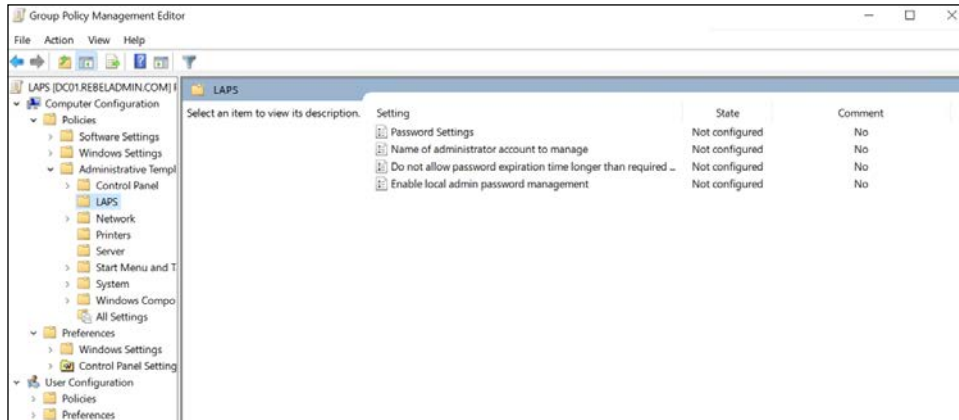 Group Policy Management Editor
File Action View Help
LAPS [DC01.REBELADMIN.COM]
Computer Configuration
Policies
Software Settings
Windows Settings
Administrative Templ
Control Panel
LAPS
Network
Printers
Server
Start Menu and T
System
Windows Compo
All Settings
Preferences
Windows Settings
Control Panel Setting
User Configuration
Policies
Preferences
LAPS
Select an item to view its description.
Setting State Comment
Password Settings Not configured No
Name of administrator account to manage Not configured No
Do not allow password expiration time longer than required ... Not configured No
Enable local admin password management Not configured No